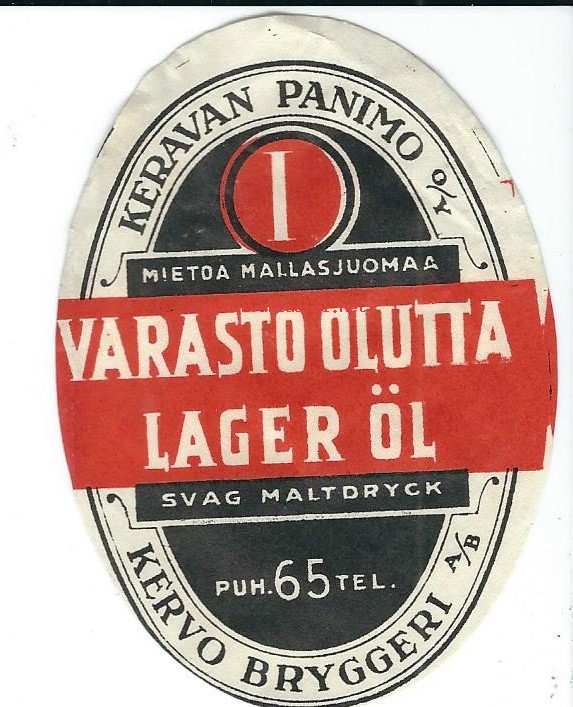 KERAVAN PANIMO O/Y
I
MIETOA MALLASJUOMAA
VARASTO OLUTTA
LAGER ÖL
SVAG MALTDRYCK
PUH. 65 TEL.
KERVO BRYGGERI A/B